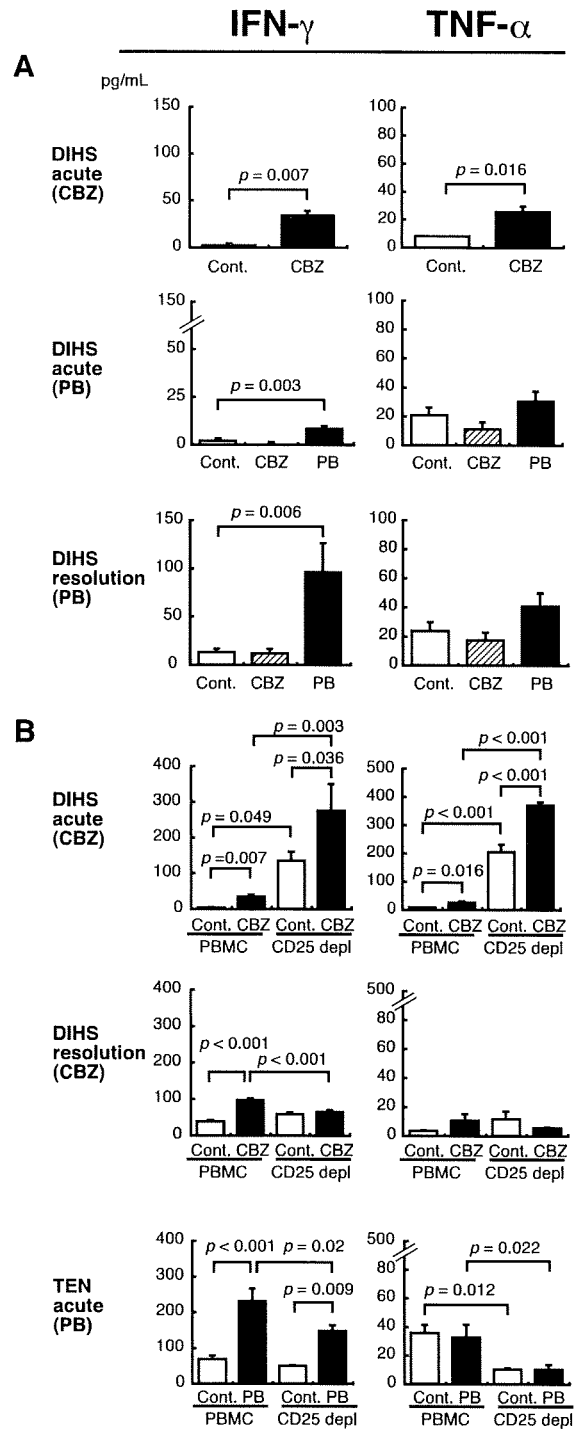 IFN-γ TNF-α
A
pg/mL
DIHS
acute
(CBZ)
150
100
50
0
p = 0.007
Cont. CBZ
100
80
60
40
20
0
p = 0.016
Cont. CBZ
DIHS
acute
(PB)
150
50
25
0
p = 0.003
Cont. CBZ PB
100
80
60
40
20
0
Cont. CBZ PB
DIHS
resolution
(PB)
150
100
50
0
p = 0.006
Cont. CBZ PB
100
80
60
40
20
0
Cont. CBZ PB
B
DIHS
acute
(CBZ)
400
300
200
100
0
p = 0.003
p = 0.036
p = 0.049
p =0.007
Cont. CBZ Cont. CBZ
PBMC CD25 depl
500
400
300
200
100
0
p < 0.001
p < 0.001
p < 0.001
p = 0.016
Cont. CBZ Cont. CBZ
PBMC CD25 depl
DIHS
resolution
(CBZ)
400
300
200
100
0
p < 0.001
p < 0.001
Cont. CBZ Cont. CBZ
PBMC CD25 depl
500
80
60
40
20
0
Cont. CBZ Cont. CBZ
PBMC CD25 depl
TEN
acute
(PB)
400
300
200
100
0
p < 0.001 p = 0.02
p = 0.009
Cont. PB Cont. PB
PBMC CD25 depl
500
80
60
40
20
0
p = 0.022
p = 0.012
Cont. PB Cont. PB
PBMC CD25 depl